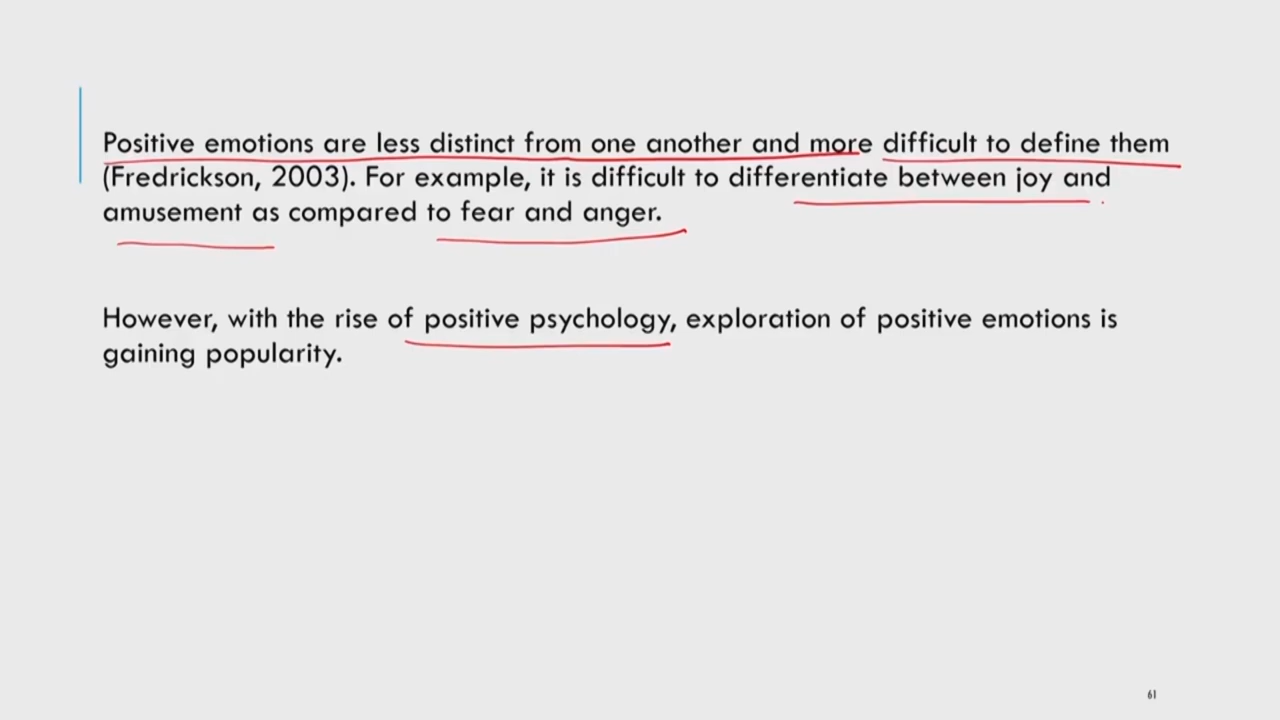 Positive emotions are less distinct from one another and more difficult to define them
(Fredrickson, 2003). For example, it is difficult to differentiate between joy and
amusement as compared to fear and anger.
However, with the rise of positive psychology, exploration of positive emotions is
gaining popularity.
61